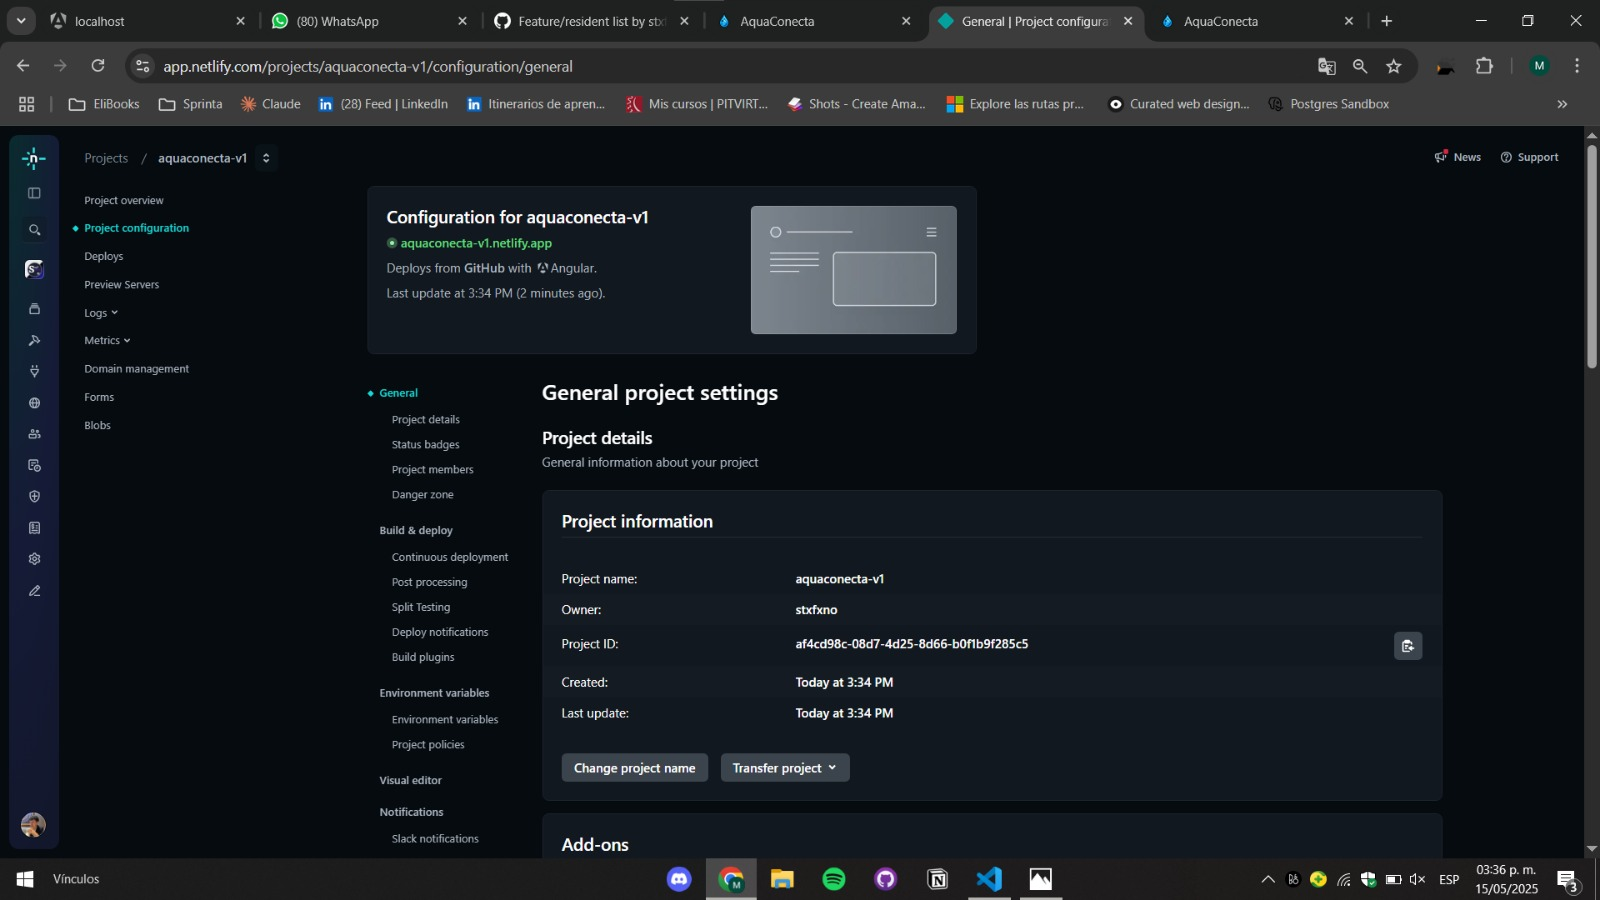 localhost
(80) WhatsApp
Feature/resident list by stx
AquaConecta
General | Project configura
AquaConecta
app.netlify.com/projects/aquaconecta-v1/configuration/general
M
EliBooks
Sprinta
Claude
(28) Feed | LinkedIn
Itinerarios de apren...
Mis cursos | PITVIRT...
Shots - Create Ama...
Explore las rutas pr...
Curated web design...
Postgres Sandbox
Projects / aquaconecta-v1
News
Support
Project overview
Project configuration
Deploys
Preview Servers
Logs
Metrics
Domain management
Forms
Blobs
Configuration for aquaconecta-v1
aquaconecta-v1.netlify.app
Deploys from GitHub with Angular.
Last update at 3:34 PM (2 minutes ago).
General
Project details
Status badges
Project members
Danger zone
Build & deploy
Continuous deployment
Post processing
Split Testing
Deploy notifications
Build plugins
Environment variables
Environment variables
Project policies
Visual editor
Notifications
Slack notifications
General project settings
Project details
General information about your project
Project information
Project name: aquaconecta-v1
Owner: stxfxno
Project ID: af4cd98c-08d7-4d25-8d66-b0f1b9f285c5
Created: Today at 3:34 PM
Last update: Today at 3:34 PM
Change project name
Transfer project
Add-ons
Vínculos
ESP
03:36 p. m.
15/05/2025
3